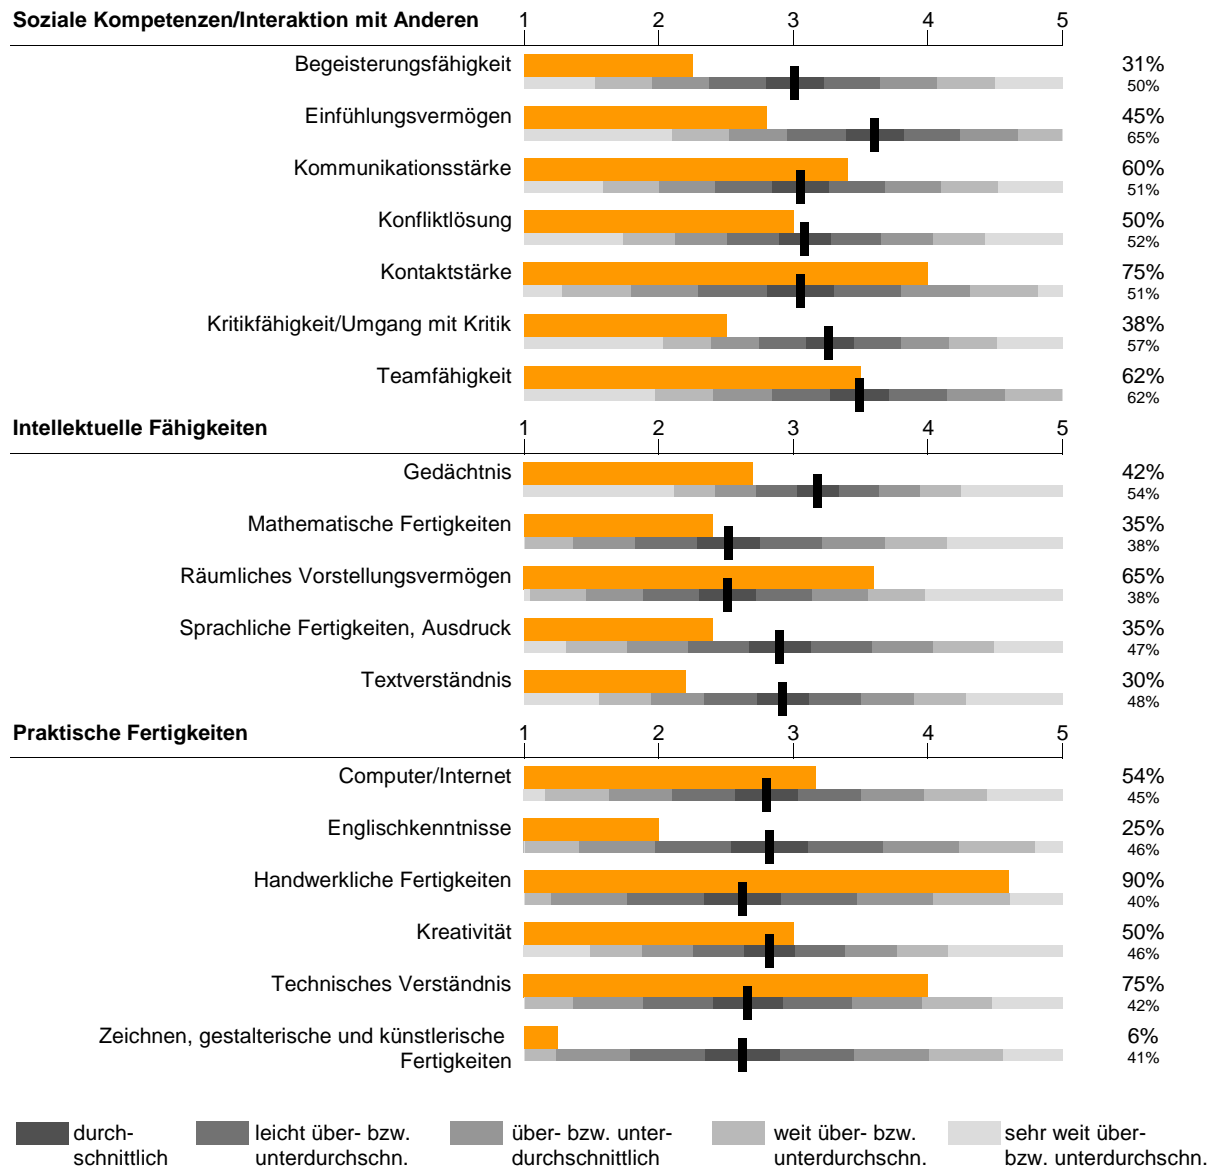 Soziale Kompetenzen/Interaktion mit Anderen 1 2 3 4 5
Begeisterungsfähigkeit 31%
50%
Einfühlungsvermögen 45%
65%
Kommunikationsstärke 60%
51%
Konfliktlösung 50%
52%
Kontaktstärke 75%
51%
Kritikfähigkeit/Umgang mit Kritik 38%
57%
Teamfähigkeit 62%
62%
Intellektuelle Fähigkeiten 1 2 3 4 5
Gedächtnis 42%
54%
Mathematische Fertigkeiten 35%
38%
Räumliches Vorstellungsvermögen 65%
38%
Sprachliche Fertigkeiten, Ausdruck 35%
47%
Textverständnis 30%
48%
Praktische Fertigkeiten 1 2 3 4 5
Computer/Internet 54%
45%
Englischkenntnisse 25%
46%
Handwerkliche Fertigkeiten 90%
40%
Kreativität 50%
46%
Technisches Verständnis 75%
42%
Zeichnen, gestalterische und künstlerische 6%
Fertigkeiten 41%
durch- leicht über- bzw. über- bzw. unter- weit über- bzw. sehr weit über-
schnittlich unterdurchschn. durchschnittlich unterdurchschn. bzw. unterdurchschn.